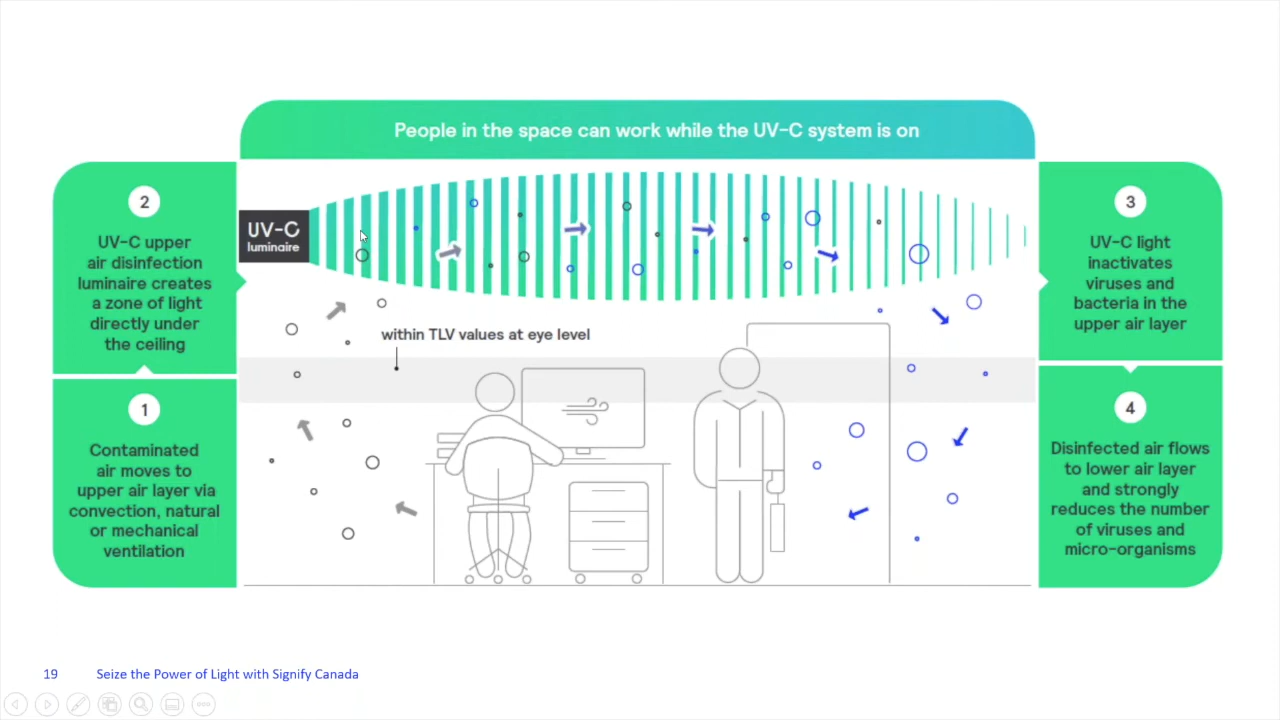 People in the space can work while the UV-C system is on
2
UV-C upper
air disinfection
luminaire creates
a zone of light
directly under
the ceiling
1
Contaminated
air moves to
upper air layer via
convection, natural
or mechanical
ventilation
UV-C
luminaire
within TLV values at eye level
3
UV-C light
inactivates
viruses and
bacteria in the
upper air layer
4
Disinfected air flows
to lower air layer
and strongly
reduces the number
of viruses and
micro-organisms
19 Seize the Power of Light with Signify Canada